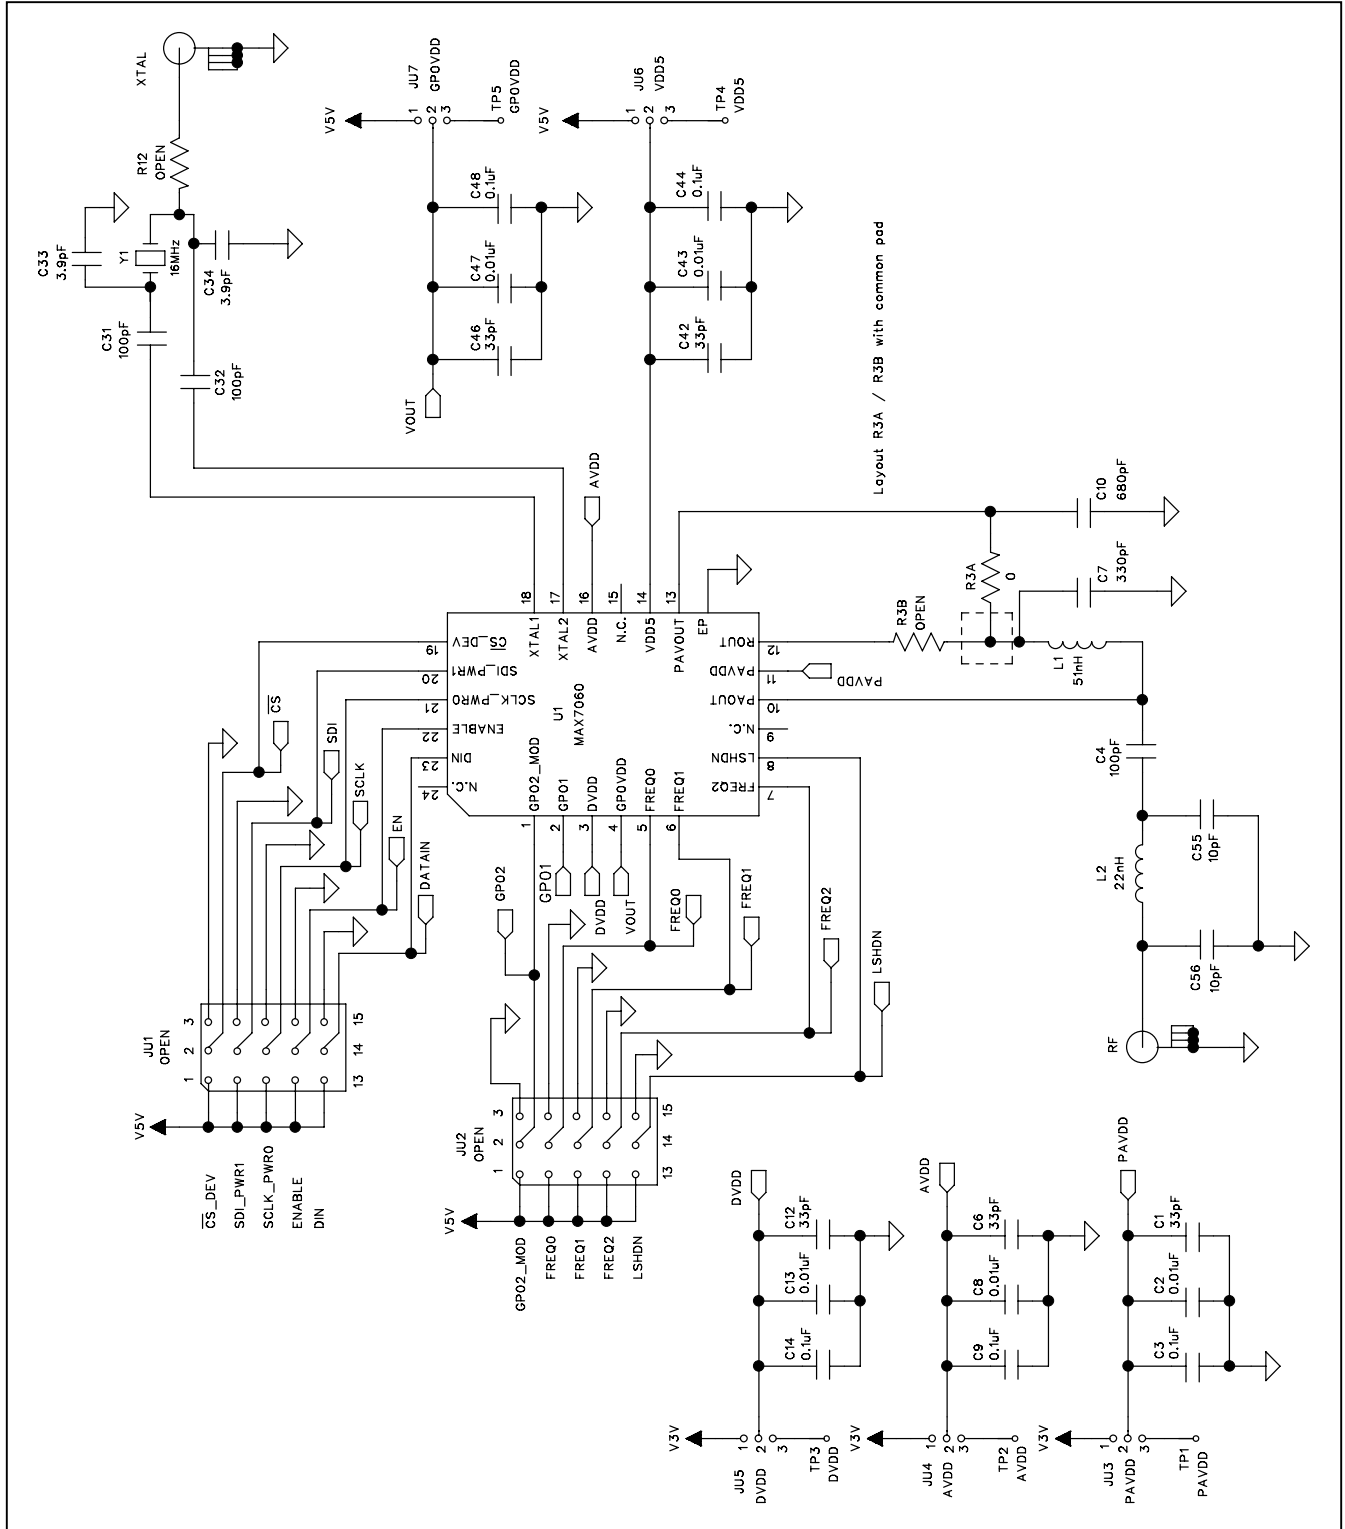 XTAL
R12
OPEN
C33
3.9pF
Y1
16MHz
C34
3.9pF
C31
100pF
C32
100pF
V5V
JU7
GPOVDD
1
2
3
TP5
GPOVDD
C48
0.1uF
C47
0.01uF
C46
33pF
VOUT
V5V
JU6
VDD5
1
2
3
TP4
VDD5
C44
0.1uF
C43
0.01uF
C42
33pF
Layout R3A / R3B with common pad
AVDD
18
17
16
15
14
13
XTAL1
XTAL2
AVDD
N.C.
VDD5
PAVOUT
EP
19
20
21
22
23
24
CS_DEV
SDI_PWR1
SCLK_PWR0
ENABLE
DIN
N.C.
U1
MAX7060
12
11
10
9
8
7
ROUT
PAVDD
PAOUT
N.C.
LSHDN
FREQ2
GPO2_MOD
GPO1
DVDD
GPOVDD
FREQ0
FREQ1
1
2
3
4
5
6
CS
SDI
SCLK
EN
DATAIN
GPO2
GPO1
DVDD
VOUT
FREQ0
FREQ1
FREQ2
LSHDN
PAVDD
R3B
OPEN
R3A
0
C10
680pF
C7
330pF
L1
51nH
C4
100pF
L2
22nH
C55
10pF
C56
10pF
RF
JU1
OPEN
3
2
1
15
14
13
V5V
CS_DEV
SDI_PWR1
SCLK_PWR0
ENABLE
DIN
JU2
OPEN
3
2
1
15
14
13
V5V
GPO2_MOD
FREQ0
FREQ1
FREQ2
LSHDN
DVDD
C12
33pF
C13
0.01uF
C14
0.1uF
V3V
1
2
3
JU5
DVDD
TP3
DVDD
AVDD
C6
33pF
C8
0.01uF
C9
0.1uF
V3V
1
2
3
JU4
AVDD
TP2
AVDD
PAVDD
C1
33pF
C2
0.01uF
C3
0.1uF
V3V
1
2
3
JU3
PAVDD
TP1
PAVDD